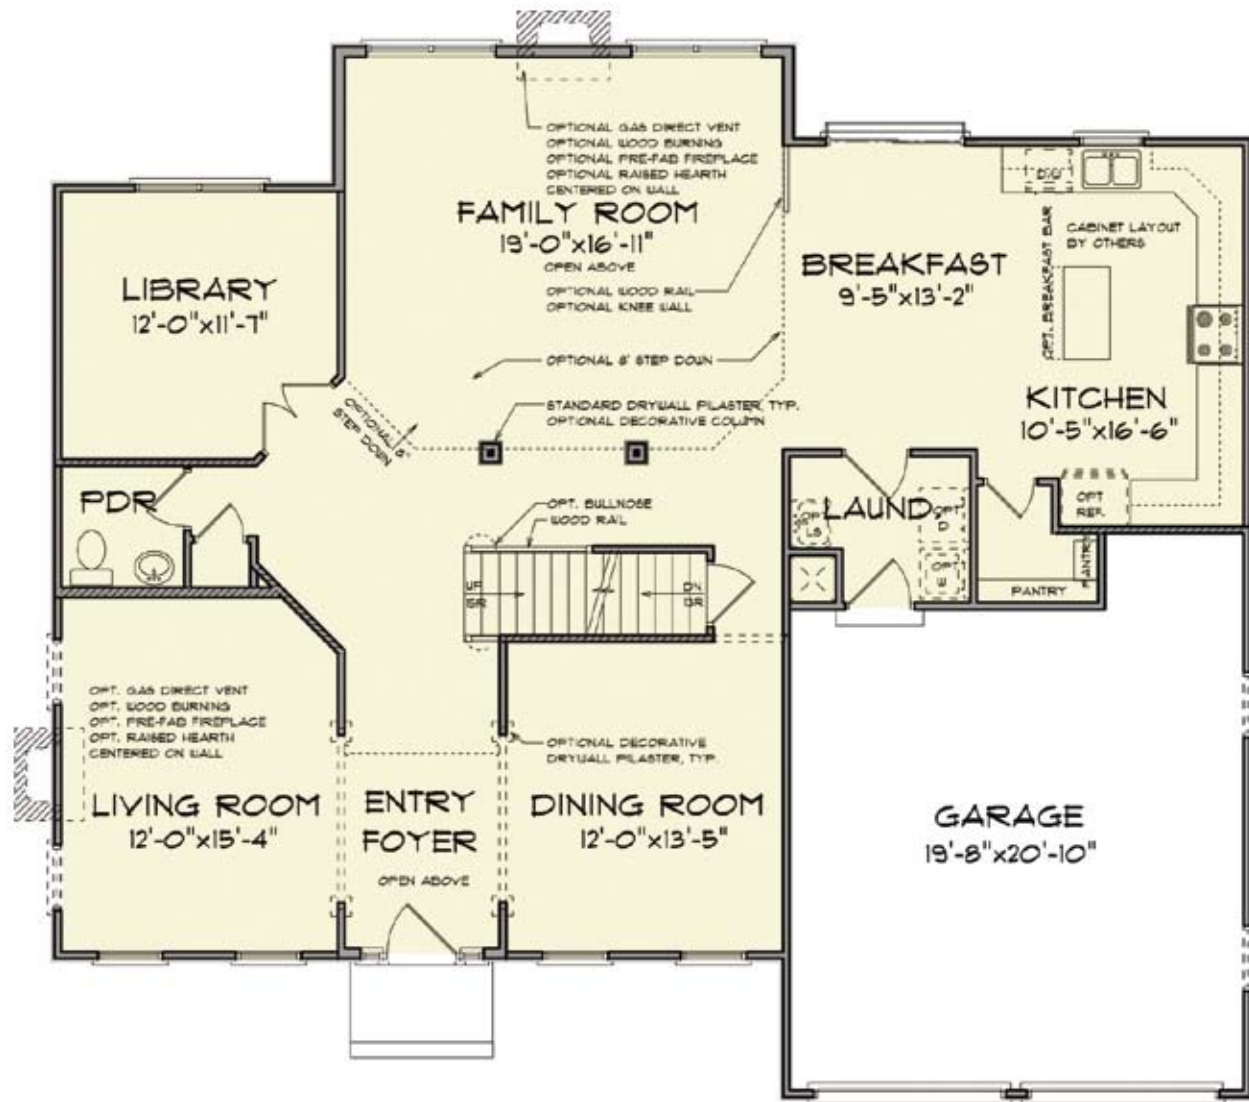 OPTIONAL GAS DIRECT VENT
OPTIONAL WOOD BURNING
OPTIONAL PRE-FAB FIREPLACE
OPTIONAL RAISED HEARTH
CENTERED ON WALL
FAMILY ROOM
19'-0"x16'-11"
OPEN ABOVE
OPTIONAL WOOD RAIL
OPTIONAL KNEE WALL
OPTIONAL 8" STEP DOWN
STANDARD DRYWALL PILASTER, TYP.
OPTIONAL DECORATIVE COLUMN
OPTIONAL 8"
STEP DOWN
LIBRARY
12'-0"x11'-7"
BREAKFAST
9'-5"x13'-2"
D/W
CABINET LAYOUT
BY OTHERS
OPT. BREAKFAST BAR
KITCHEN
10'-5"x16'-6"
OPT
REF.
PDR
OPT. BULLNOSE
WOOD RAIL
UP
DN
LAUND.
OPT
LS
OPT
D
OPT
PANTRY
PANTRY
OPT. GAS DIRECT VENT
OPT. WOOD BURNING
OPT. PRE-FAB FIREPLACE
OPT. RAISED HEARTH
CENTERED ON WALL
LIVING ROOM
12'-0"x15'-4"
ENTRY
FOYER
OPEN ABOVE
OPTIONAL DECORATIVE
DRYWALL PILASTER, TYP.
DINING ROOM
12'-0"x13'-5"
GARAGE
19'-8"x20'-10"